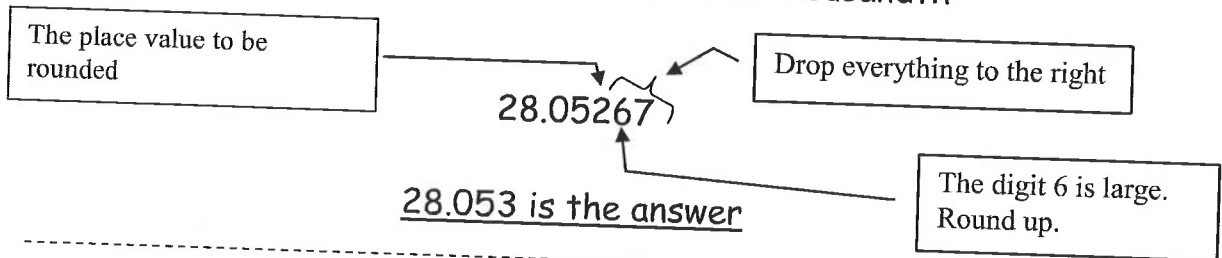 The place value to be
rounded
Drop everything to the right
28.05267
The digit 6 is large.
Round up.
28.053 is the answer